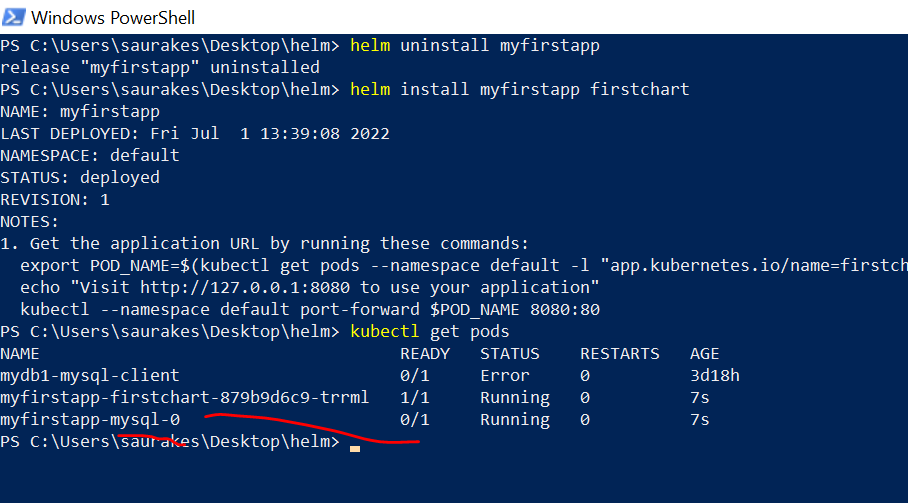 Windows PowerShell
PS C:\Users\saurakes\Desktop\helm> helm uninstall myfirstapp
release "myfirstapp" uninstalled
PS C:\Users\saurakes\Desktop\helm> helm install myfirstapp firstchart
NAME: myfirstapp
LAST DEPLOYED: Fri Jul  1 13:39:08 2022
NAMESPACE: default
STATUS: deployed
REVISION: 1
NOTES:
1. Get the application URL by running these commands:
  export POD_NAME=$(kubectl get pods --namespace default -l "app.kubernetes.io/name=firstch
  echo "Visit http://127.0.0.1:8080 to use your application"
  kubectl --namespace default port-forward $POD_NAME 8080:80
PS C:\Users\saurakes\Desktop\helm> kubectl get pods
NAME                                    READY   STATUS    RESTARTS   AGE
mydb1-mysql-client                      0/1     Error     0          3d18h
myfirstapp-firstchart-879b9d6c9-trrml   1/1     Running   0          7s
myfirstapp-mysql-0                      0/1     Running   0          7s
PS C:\Users\saurakes\Desktop\helm>